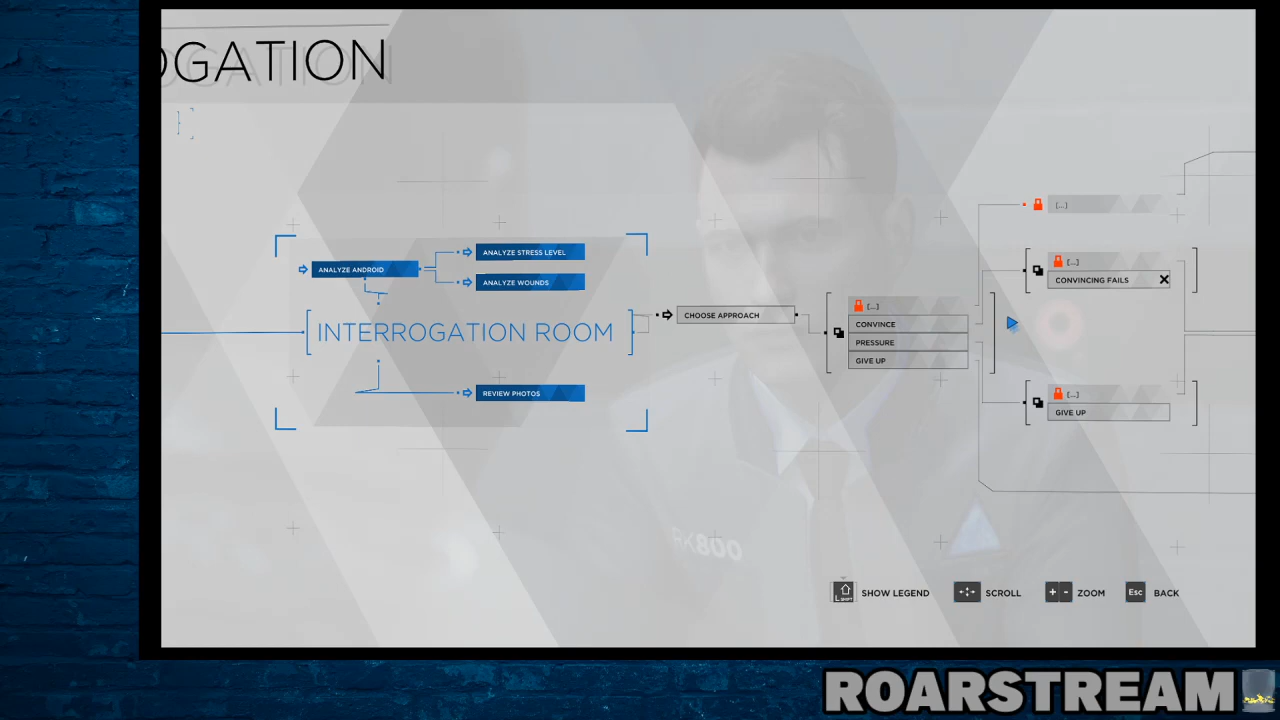 OGATION
ANALYZE ANDROID
ANALYZE STRESS LEVEL
ANALYZE WOUNDS
INTERROGATION ROOM
REVIEW PHOTOS
CHOOSE APPROACH
[...]
CONVINCE
PRESSURE
GIVE UP
[...]
[...]
CONVINCING FAILS
[...]
GIVE UP
RK800
L SHIFT
SHOW LEGEND
SCROLL
+ -
ZOOM
Esc
BACK
ROARSTREAM